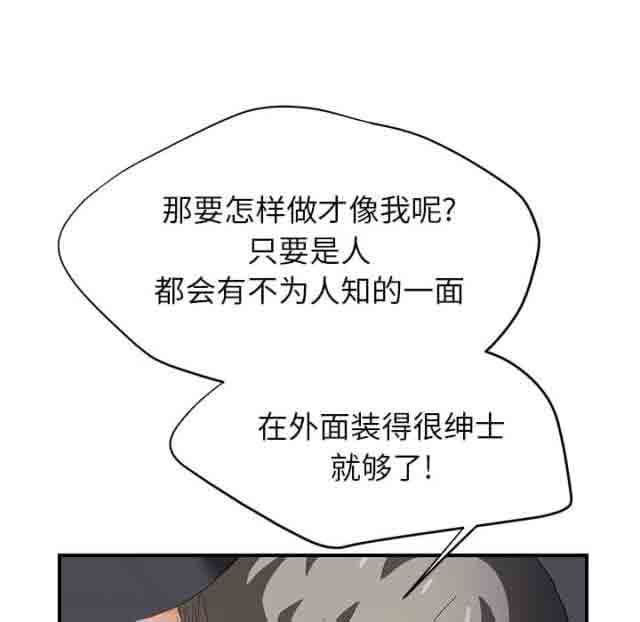 那要怎样做才像我呢?
只要是人
都会有不为人知的一面
在外面装得很绅士
就够了!